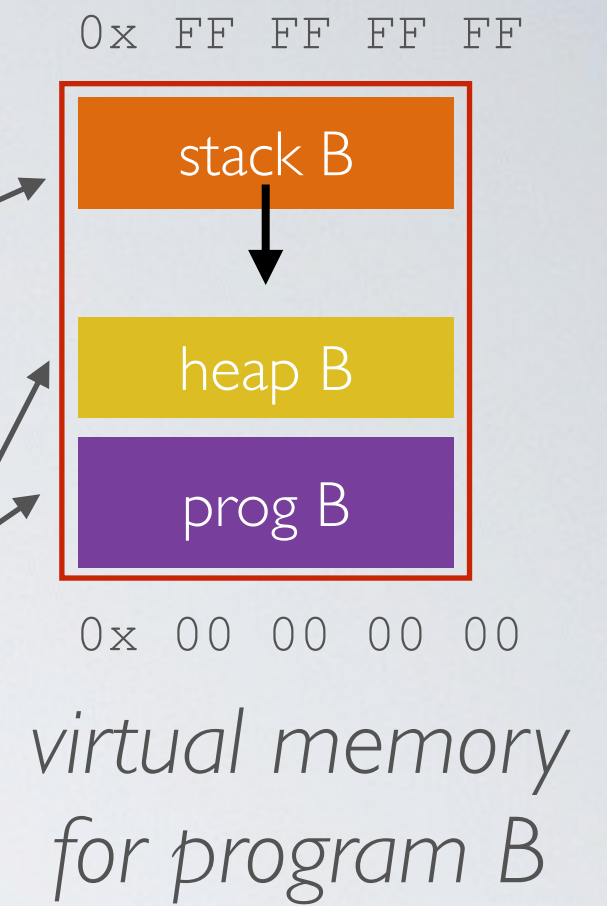 0x FF FF FF FF
stack B
heap B
prog B
0x 00 00 00 00
virtual memory
for program B